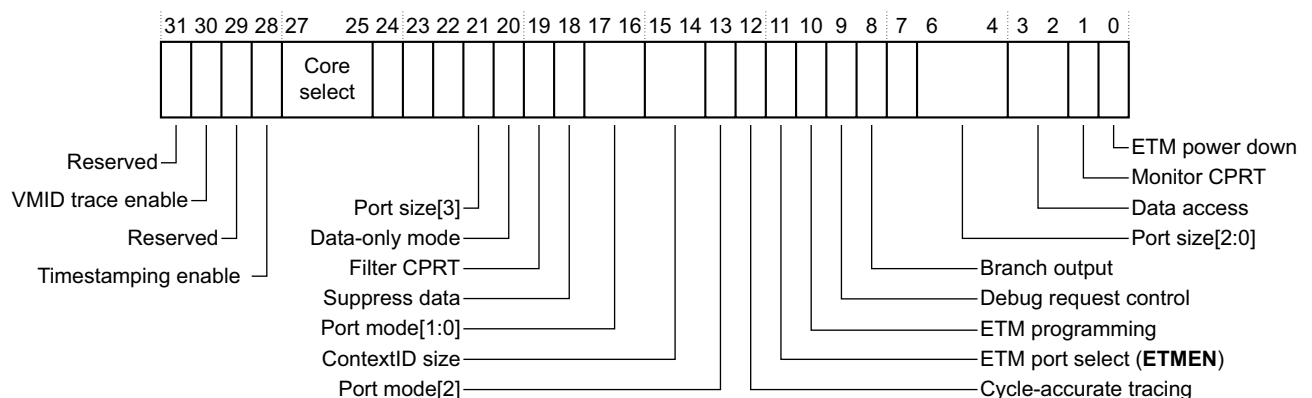 31 30 29 28 27 25 24 23 22 21 20 19 18 17 16 15 14 13 12 11 10 9 8 7 6 4 3 2 1 0
Core
select
Reserved
VMID trace enable
Reserved
Timestamping enable
Port size[3]
Data-only mode
Filter CPRT
Suppress data
Port mode[1:0]
ContextID size
Port mode[2]
ETM power down
Monitor CPRT
Data access
Port size[2:0]
Branch output
Debug request control
ETM programming
ETM port select (ETMEN)
Cycle-accurate tracing